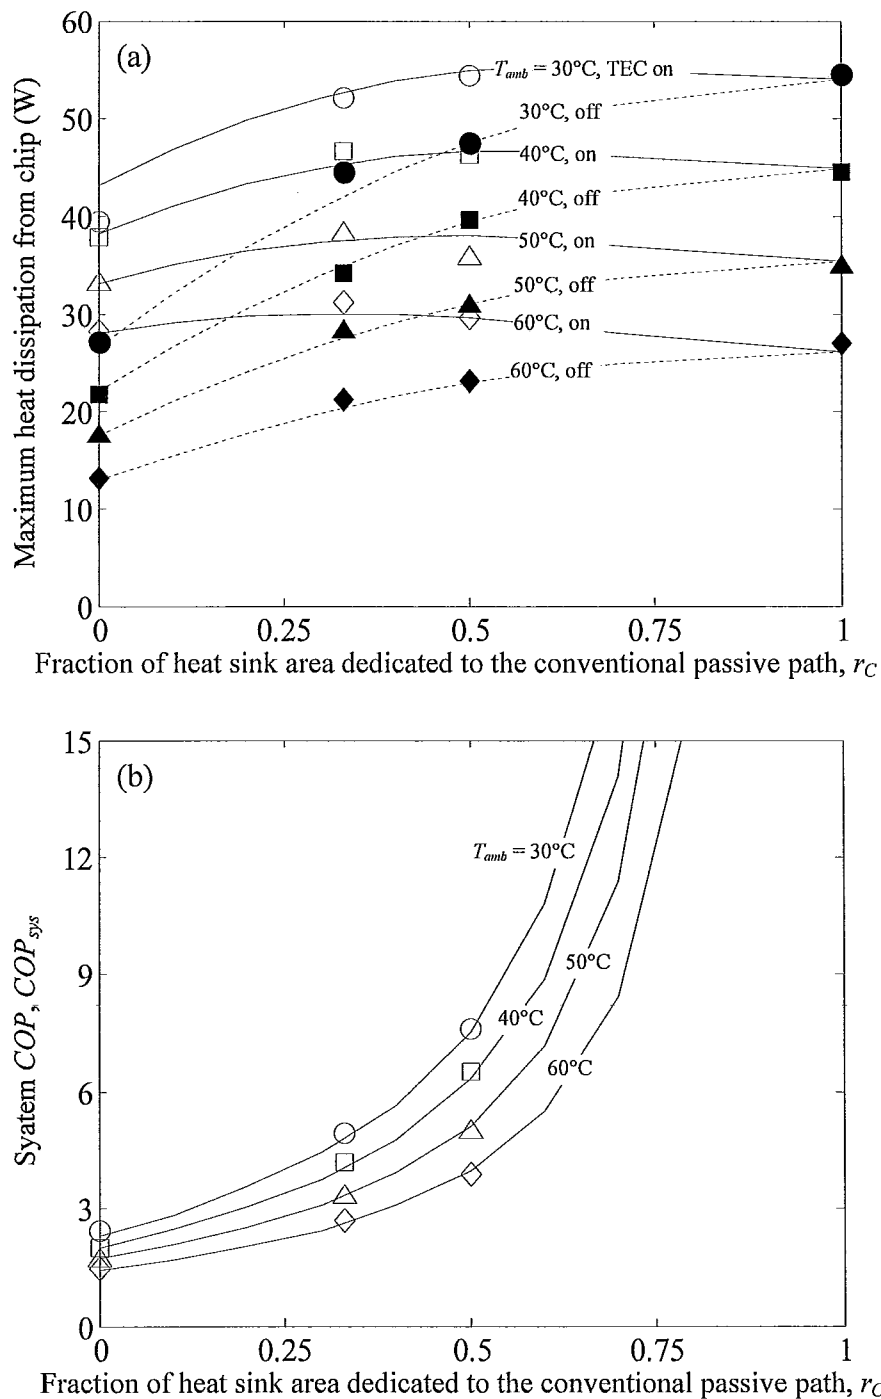 60
(a)
T_amb = 30°C, TEC on
50
30°C, off
40°C, on
40
40°C, off
50°C, on
30
50°C, off
60°C, on
20
60°C, off
10
0
Maximum heat dissipation from chip (W)
0 0.25 0.5 0.75 1
Fraction of heat sink area dedicated to the conventional passive path, r_C
15
(b)
12
T_amb = 30°C
9
50°C
40°C
6
60°C
3
0
Syatem COP, COP_sys
0 0.25 0.5 0.75 1
Fraction of heat sink area dedicated to the conventional passive path, r_C